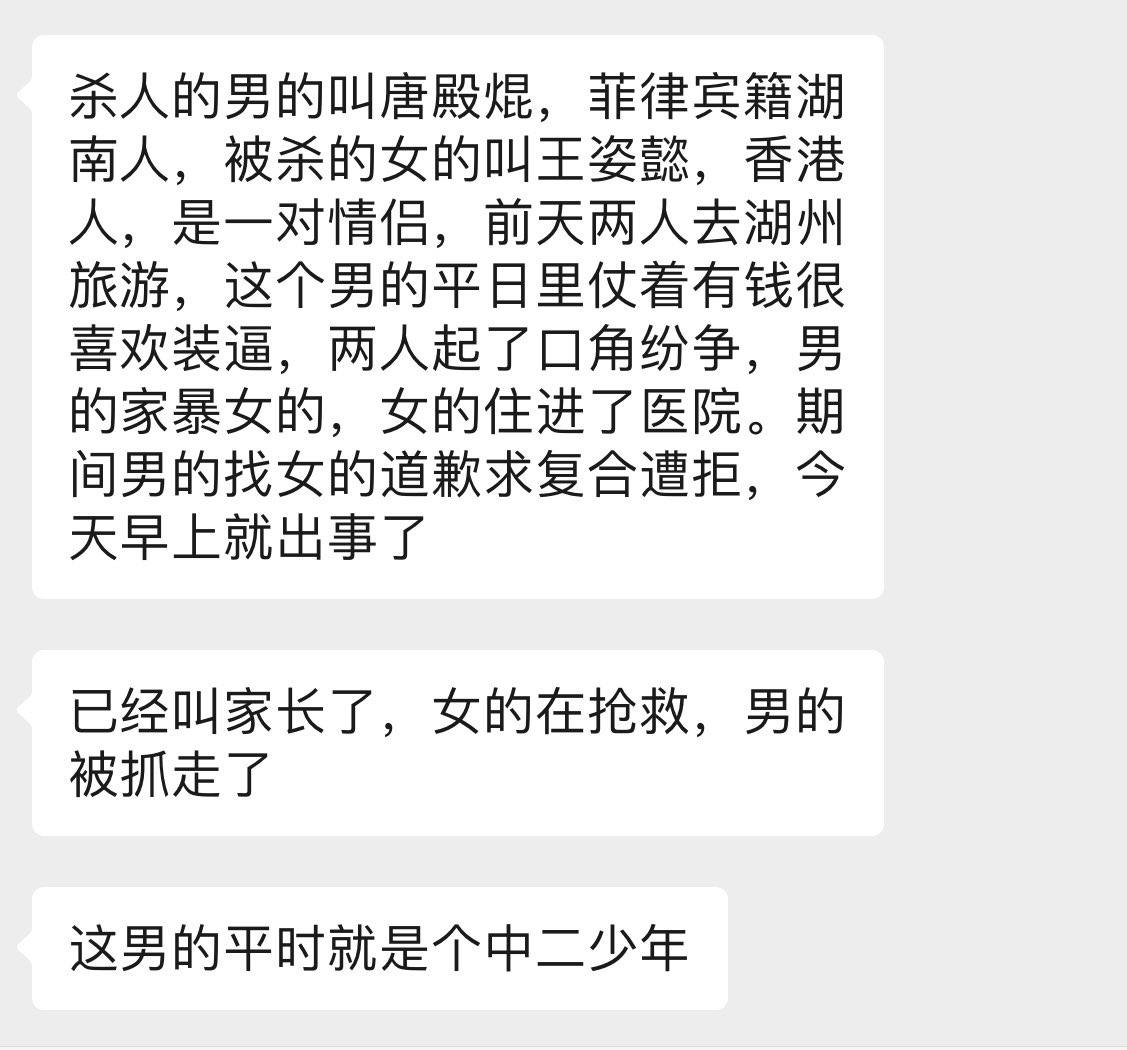 杀人的男的叫唐殿焜，菲律宾籍湖
南人，被杀的女的叫王姿懿，香港
人，是一对情侣，前天两人去湖州
旅游，这个男的平日里仗着有钱很
喜欢装逼，两人起了口角纷争，男
的家暴女的，女的住进了医院。期
间男的找女的道歉求复合遭拒，今
天早上就出事了
已经叫家长了，女的在抢救，男的
被抓走了
这男的平时就是个中二少年